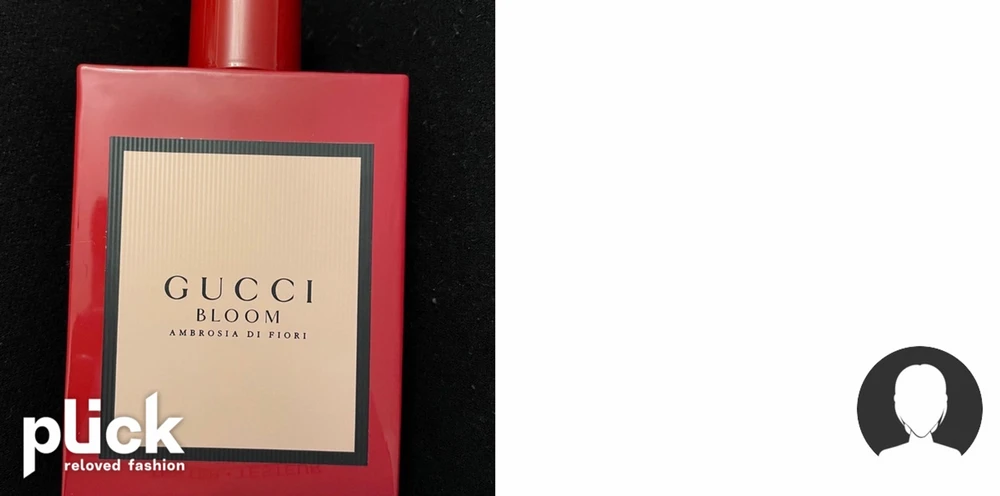 GUCCI
BLOOM
AMBROSIA DI FIORI
plick
reloved fashion